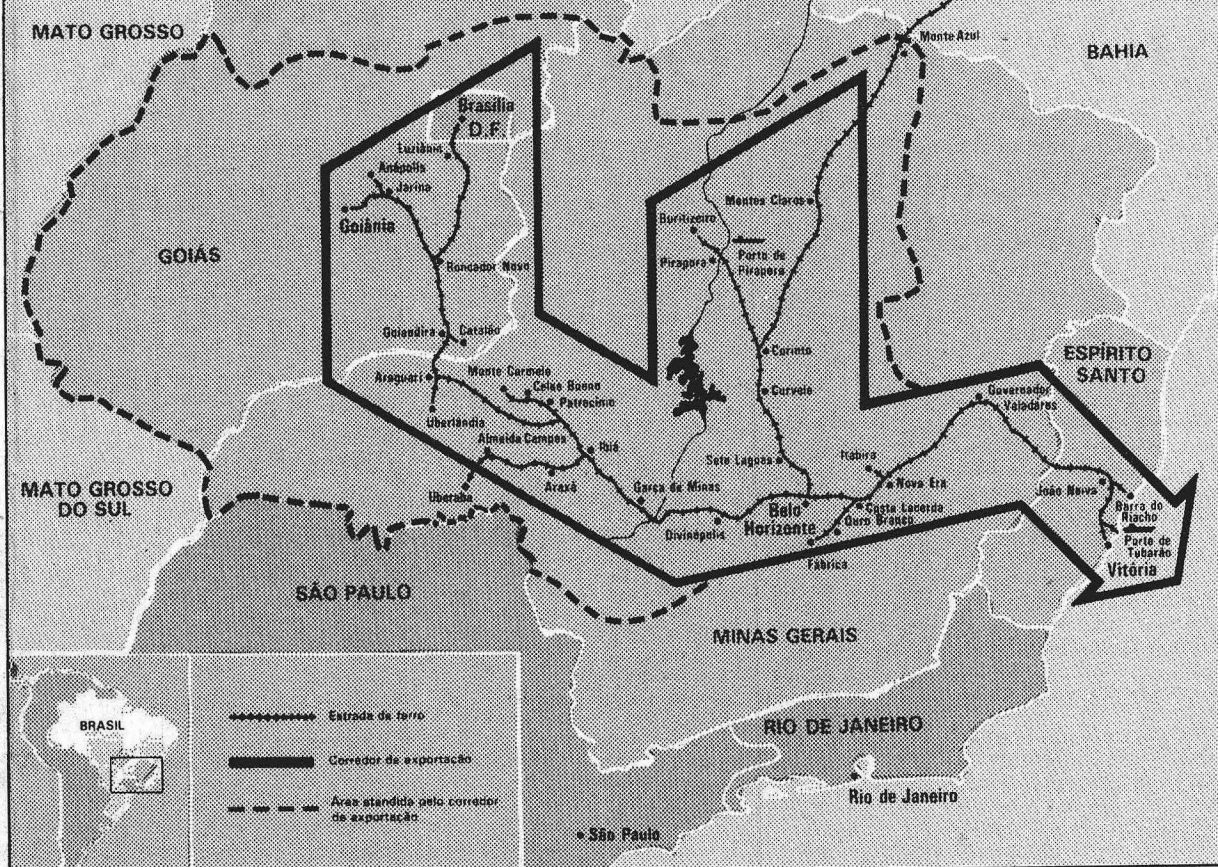 MATO GROSSO
Monte Azul
BAHIA
Brasília
D.F.
Luziânia
Anápolis
Jarina
Goiânia
Montes Claros
Buritizeiro
GOIÁS
Roncador Novo
Pirapora
Porto de
Pirapora
Goiandira
Catalão
Corinto
ESPÍRITO
SANTO
Araguari
Monte Carmelo
Celso Bueno
Patrocínio
Curvelo
Governador
Valadares
Uberlândia
Almeida Campos
Ibiá
Sete Lagoas
Itabira
MATO GROSSO
DO SUL
Uberaba
Araxá
Garça de Minas
Nova Era
João Neiva
Barra do
Riacho
Belo
Horizonte
Costa Lacerda
Ouro Branco
Divinópolis
Fábrica
Porto de
Tubarão
Vitória
SÃO PAULO
MINAS GERAIS
BRASIL
Estrada de ferro
Corredor de exportação
Área atendida pelo corredor
de exportação
RIO DE JANEIRO
Rio de Janeiro
São Paulo